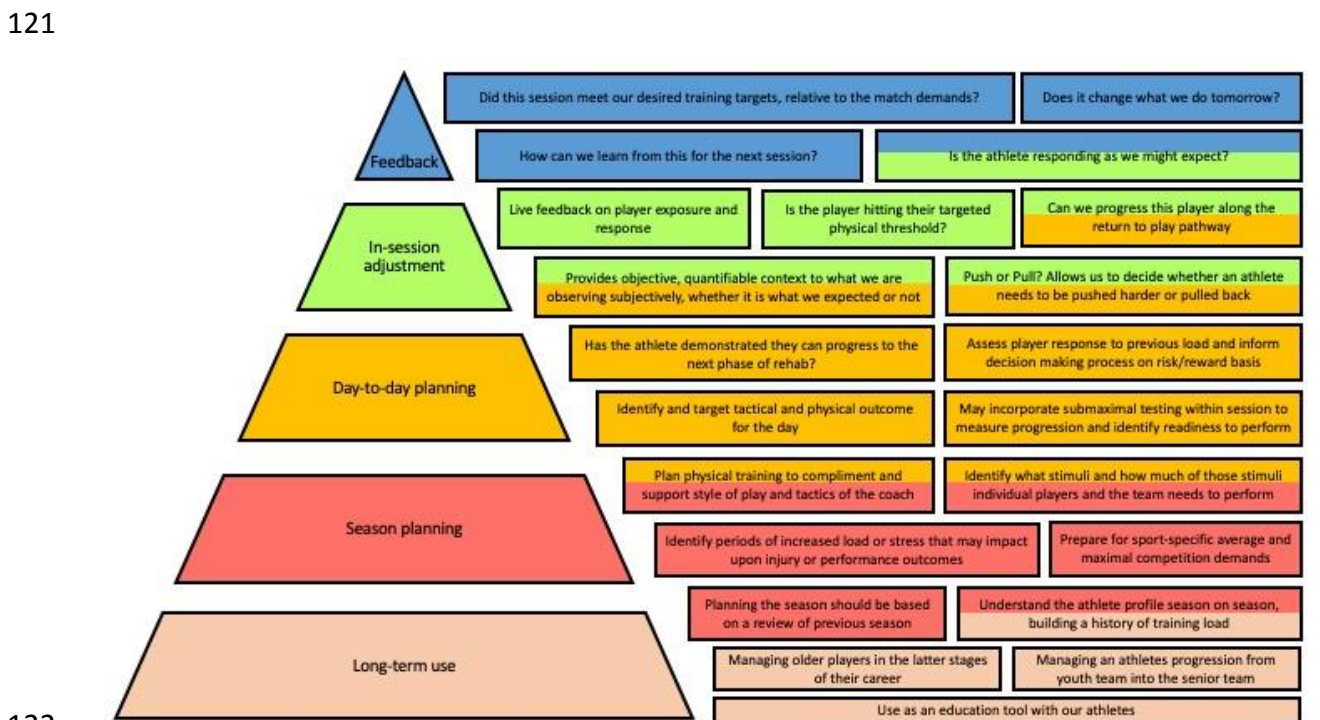 121
Did this session meet our desired training targets, relative to the match demands?
Does it change what we do tomorrow?
Feedback
How can we learn from this for the next session?
Is the athlete responding as we might expect?
Live feedback on player exposure and
response
Is the player hitting their targeted
physical threshold?
Can we progress this player along the
return to play pathway
In-session
adjustment
Provides objective, quantifiable context to what we are
observing subjectively, whether it is what we expected or not
Push or Pull? Allows us to decide whether an athlete
needs to be pushed harder or pulled back
Has the athlete demonstrated they can progress to the
next phase of rehab?
Assess player response to previous load and inform
decision making process on risk/reward basis
Day-to-day planning
Identify and target tactical and physical outcome
for the day
May incorporate submaximal testing within session to
measure progression and identify readiness to perform
Plan physical training to compliment and
support style of play and tactics of the coach
Identify what stimuli and how much of those stimuli
individual players and the team needs to perform
Season planning
Identify periods of increased load or stress that may impact
upon injury or performance outcomes
Prepare for sport-specific average and
maximal competition demands
Planning the season should be based
on a review of previous season
Understand the athlete profile season on season,
building a history of training load
Long-term use
Managing older players in the latter stages
of their career
Managing an athletes progression from
youth team into the senior team
Use as an education tool with our athletes